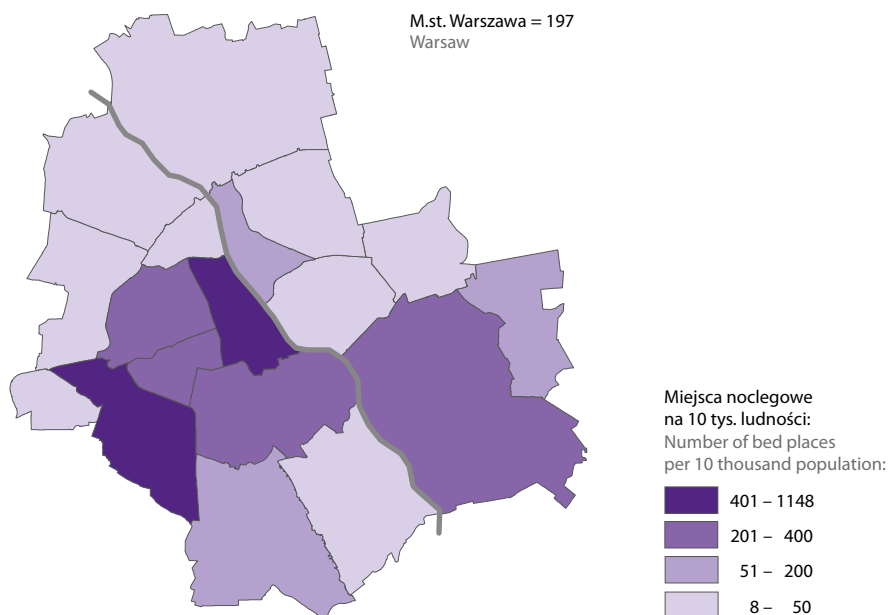 M.st. Warszawa = 197
Warsaw
Miejsca noclegowe
na 10 tys. ludności:
Number of bed places
per 10 thousand population:
401 – 1148
201 – 400
51 – 200
8 – 50